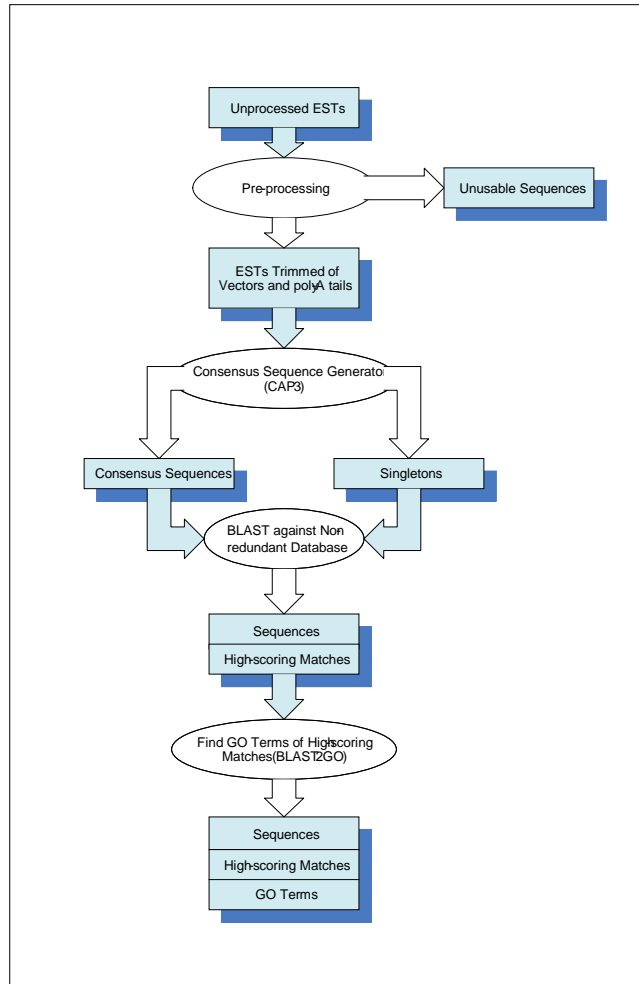 Unprocessed ESTs
Pre-processing
Unusable Sequences
ESTs Trimmed of
Vectors and poly-A tails
Consensus Sequence Generato
(CAP3)
Consensus Sequences
Singletons
BLAST against Non-
redundant Database
Sequences
High-scoring Matches
Find GO Terms of High-scoring
Matches(BLAST2GO)
Sequences
High-scoring Matches
GO Terms